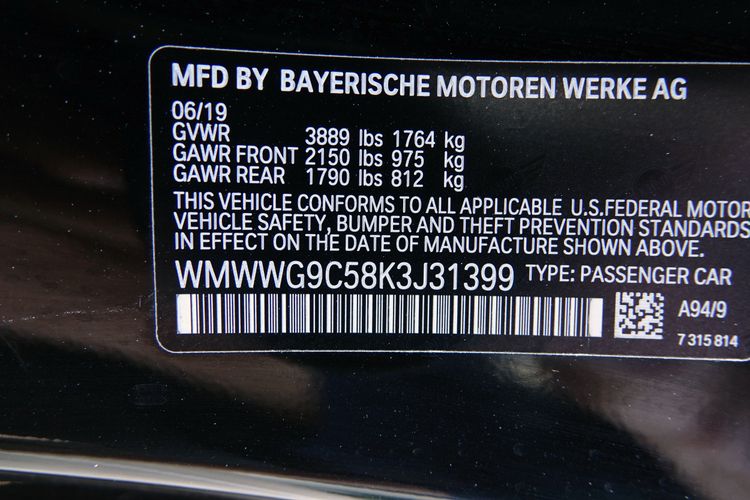 MFD BY BAYERISCHE MOTOREN WERKE AG
06/19
GVWR 3889 lbs 1764 kg
GAWR FRONT 2150 lbs 975 kg
GAWR REAR 1790 lbs 812 kg
THIS VEHICLE CONFORMS TO ALL APPLICABLE U.S.FEDERAL MOTOR
VEHICLE SAFETY, BUMPER AND THEFT PREVENTION STANDARDS
IN EFFECT ON THE DATE OF MANUFACTURE SHOWN ABOVE.
WMWWG9C58K3J31399 TYPE: PASSENGER CAR
A94/9
7 315 814